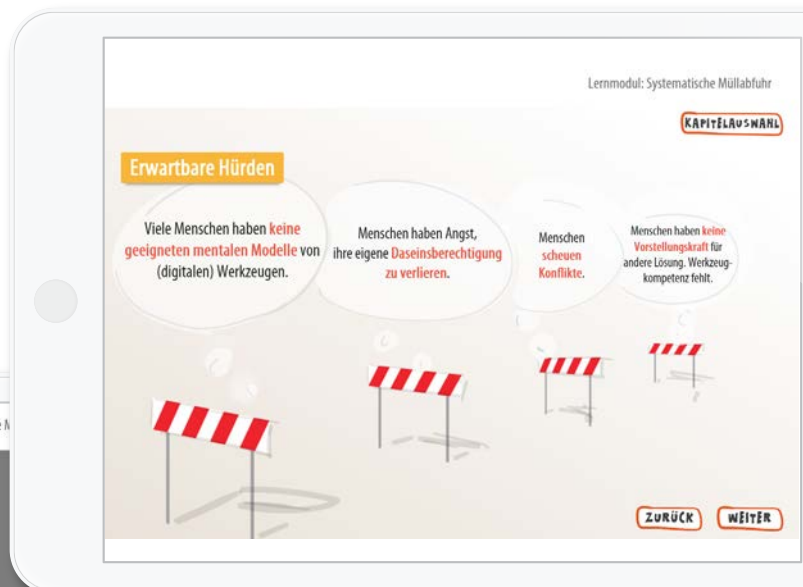 Lernmodul: Systematische Müllabfuhr
KAPITELAUSWAHL
Erwartbare Hürden
Viele Menschen haben keine
geeigneten mentalen Modelle von
(digitalen) Werkzeugen.
Menschen haben Angst,
ihre eigene Daseinsberechtigung
zu verlieren.
Menschen
scheuen
Konflikte.
Menschen haben keine
Vorstellungskraft für
andere Lösung. Werkzeug-
kompetenz fehlt.
ZURÜCK
WEITER